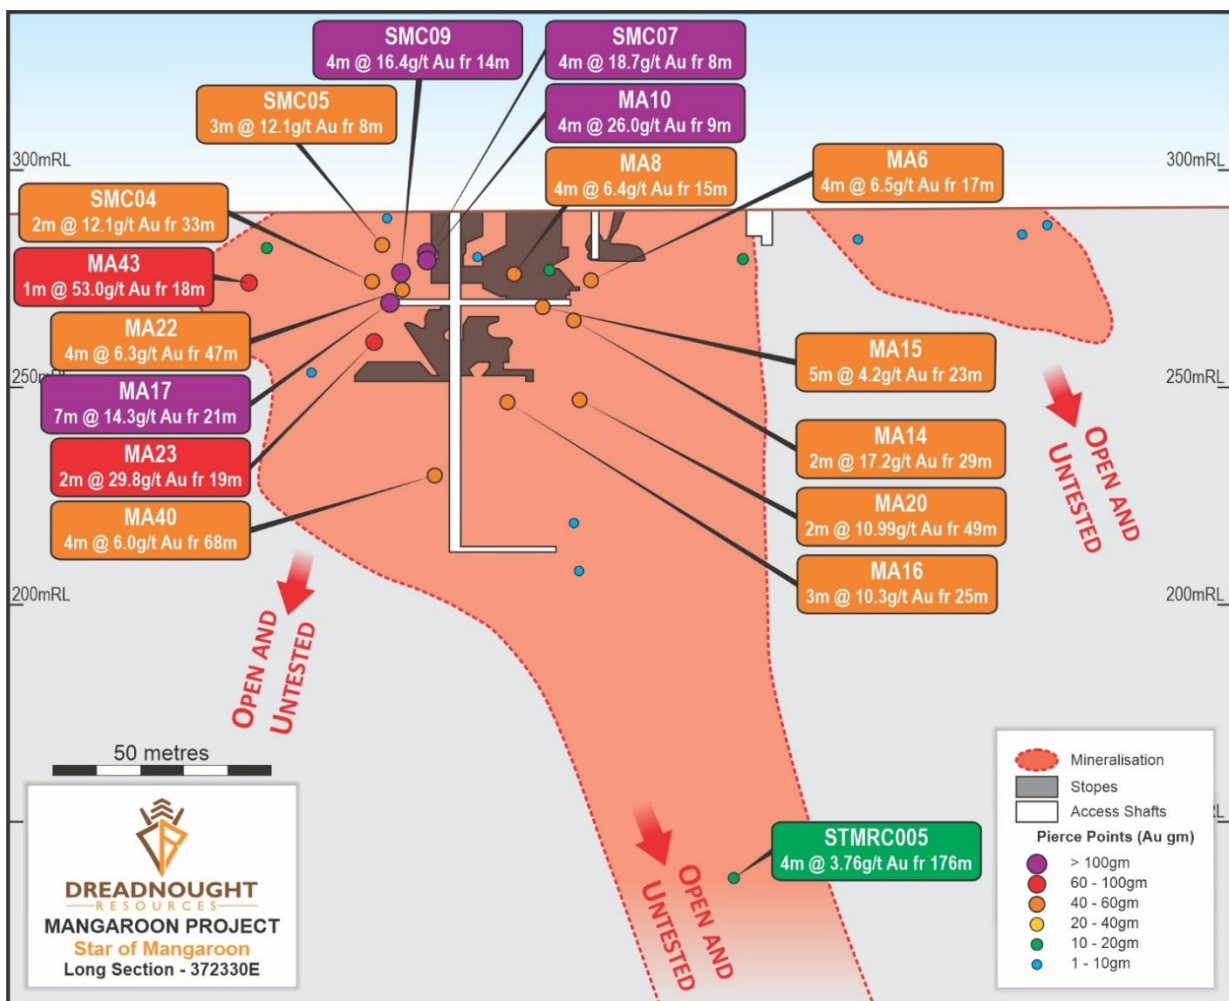 SMC09
4m @ 16.4g/t Au fr 14m
SMC07
4m @ 18.7g/t Au fr 8m
SMC05
3m @ 12.1g/t Au fr 8m
MA10
4m @ 26.0g/t Au fr 9m
MA8
4m @ 6.4g/t Au fr 15m
MA6
4m @ 6.5g/t Au fr 17m
300mRL
300mRL
SMC04
2m @ 12.1g/t Au fr 33m
MA43
1m @ 53.0g/t Au fr 18m
MA22
4m @ 6.3g/t Au fr 47m
MA15
5m @ 4.2g/t Au fr 23m
250mRL
250mRL
MA17
7m @ 14.3g/t Au fr 21m
MA23
2m @ 29.8g/t Au fr 19m
MA14
2m @ 17.2g/t Au fr 29m
MA40
4m @ 6.0g/t Au fr 68m
MA20
2m @ 10.99g/t Au fr 49m
MA16
3m @ 10.3g/t Au fr 25m
OPEN AND
UNTESTED
200mRL
200mRL
OPEN AND
UNTESTED
50 metres
DREADNOUGHT
RESOURCES
MANGAROON PROJECT
Star of Mangaroon
Long Section - 372330E
STMRC005
4m @ 3.76g/t Au fr 176m
OPEN AND
UNTESTED
Mineralisation
Stopes
Access Shafts
Pierce Points (Au gm)
> 100gm
60 - 100gm
40 - 60gm
20 - 40gm
10 - 20gm
1 - 10gm